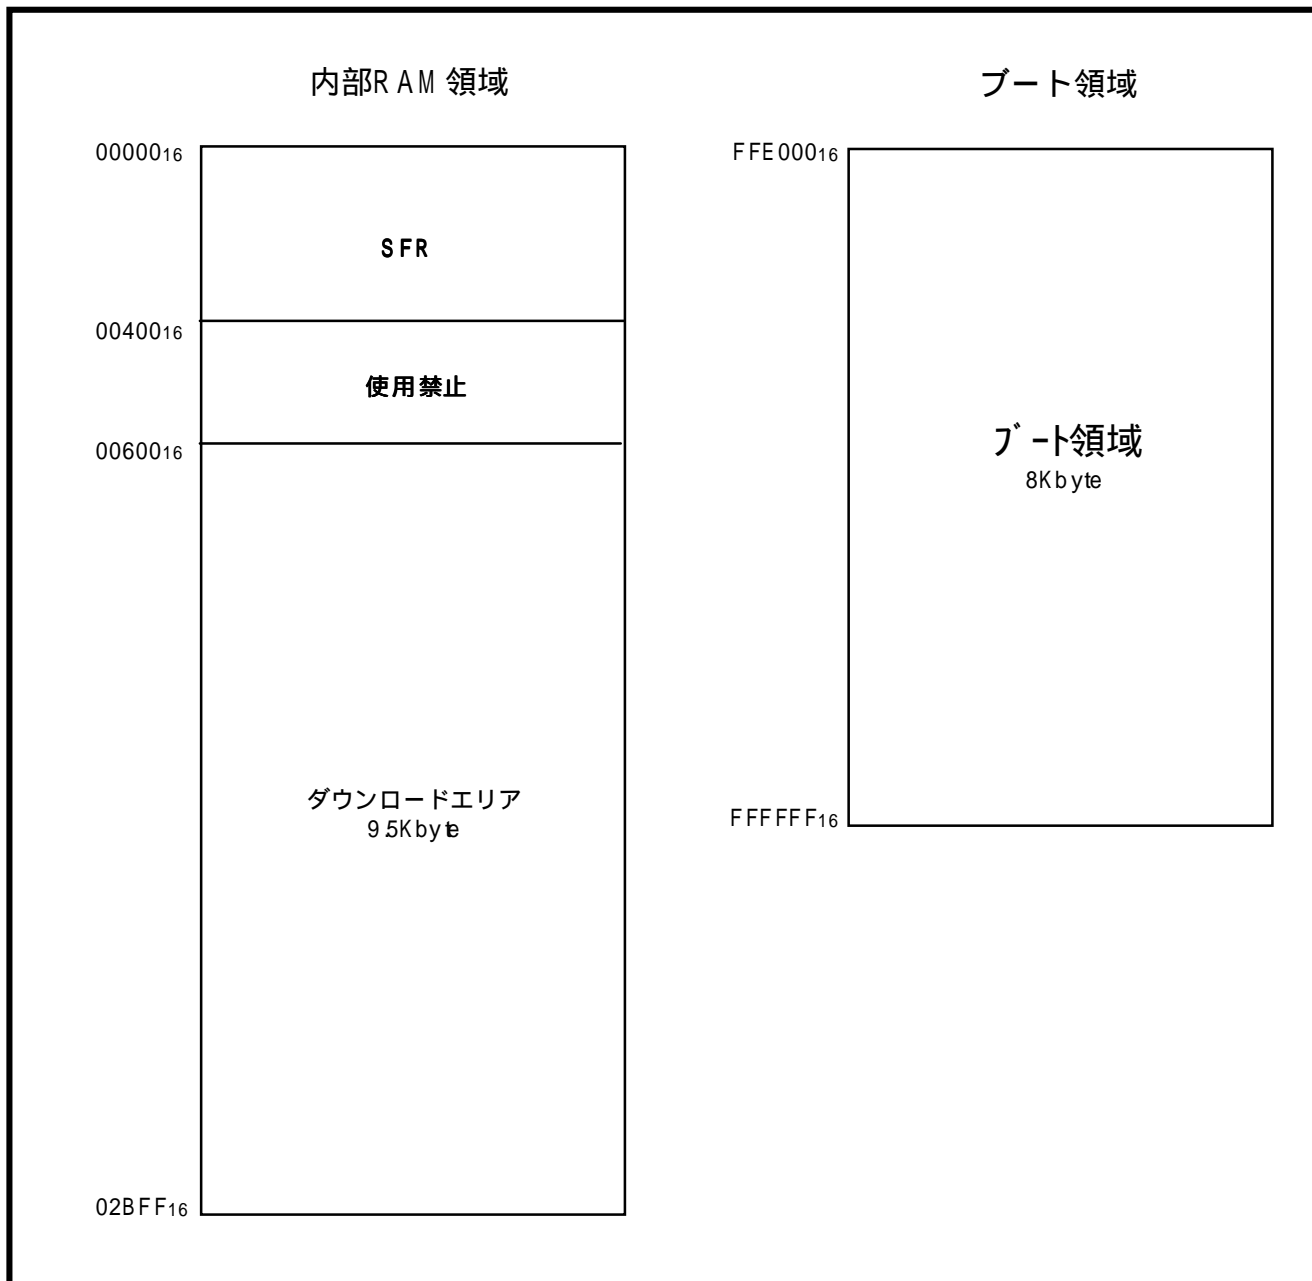 内部RAM領域
0000016
SFR
0040016
使用禁止
0060016
ダウンロードエリア
9.5Kbyte
02BFF16
ブート領域
FFE00016
ブート領域
8Kbyte
FFFFFF16